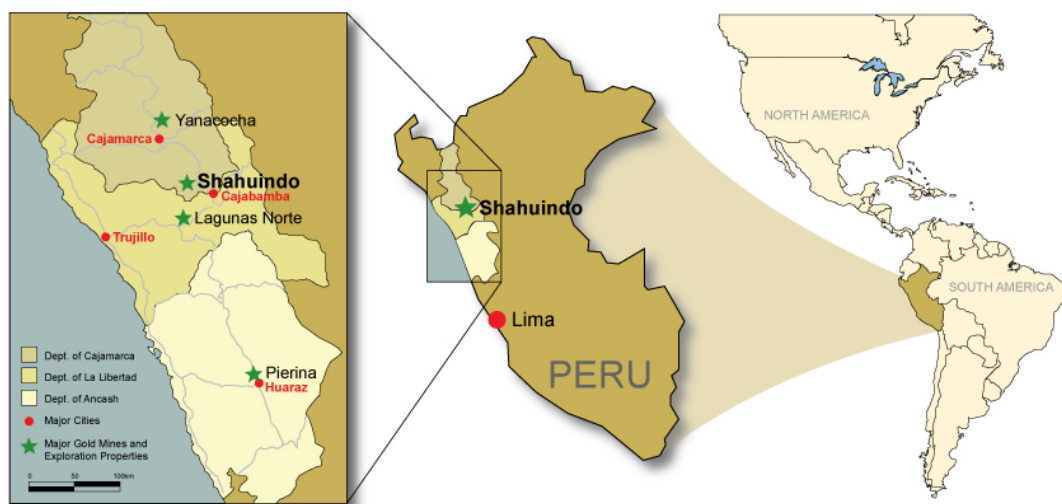 Yanacocha
Cajamarca
Shahuindo
Cajabamba
Lagunas Norte
Trujillo
Pierina
Huaraz
Dept. of Cajamarca
Dept. of La Libertad
Dept. of Ancash
Major Cities
Major Gold Mines and
Exploration Properties
0 50 100km
Shahuindo
Lima
PERU
NORTH AMERICA
SOUTH AMERICA